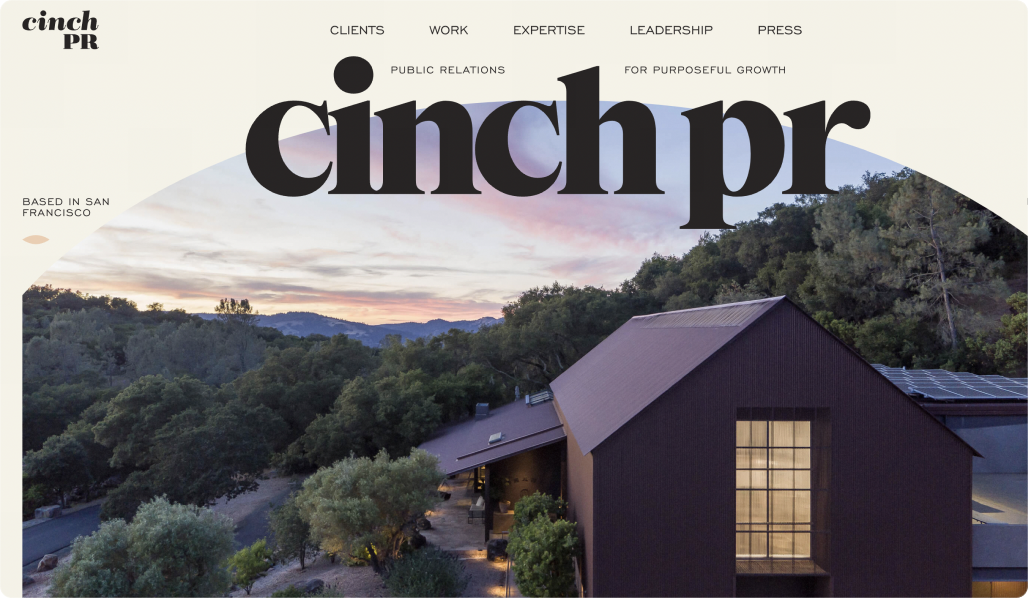 cinch
PR
CLIENTS WORK EXPERTISE LEADERSHIP PRESS
PUBLIC RELATIONS FOR PURPOSEFUL GROWTH
cinch pr
BASED IN SAN
FRANCISCO